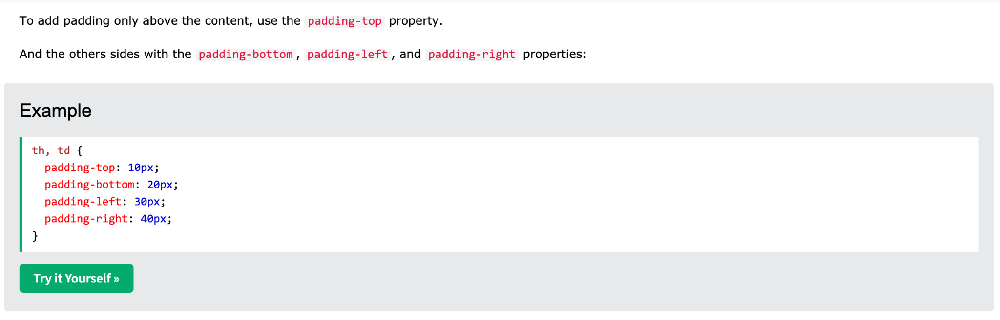 To add padding only above the content, use the padding-top property.
And the others sides with the padding-bottom, padding-left, and padding-right properties:
Example
th, td {
  padding-top: 10px;
  padding-bottom: 20px;
  padding-left: 30px;
  padding-right: 40px;
}
Try it Yourself »